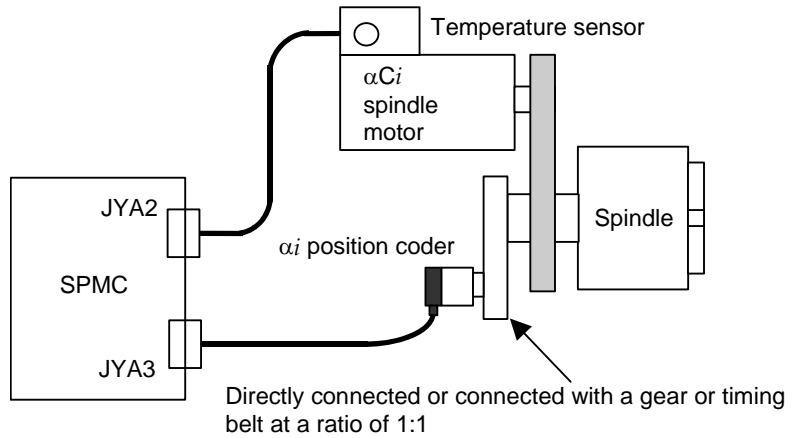 Temperature sensor
αCi
spindle
motor
JYA2
Spindle
αi position coder
SPMC
JYA3
Directly connected or connected with a gear or timing
belt at a ratio of 1:1